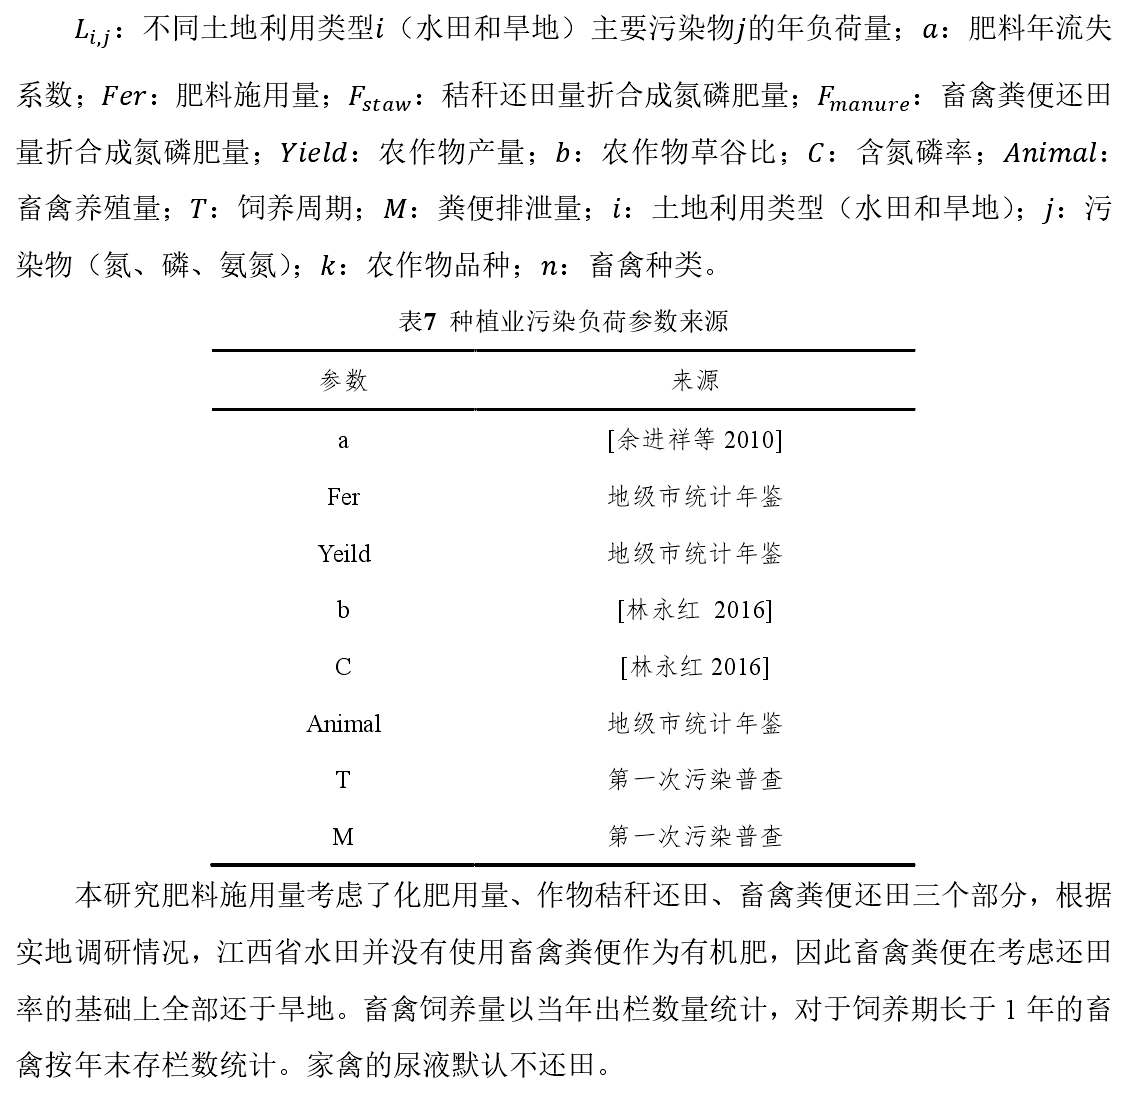 L_{i,j}：不同土地利用类型i（水田和旱地）主要污染物j的年负荷量；a：肥料年流失
系数；Fer：肥料施用量；F_{staw}：秸秆还田量折合成氮磷肥量；F_{manure}：畜禽粪便还田
量折合成氮磷肥量；Yield：农作物产量；b：农作物草谷比；C：含氮磷率；Animal：
畜禽养殖量；T：饲养周期；M：粪便排泄量；i：土地利用类型（水田和旱地）；j：污
染物（氮、磷、氨氮）；k：农作物品种；n：畜禽种类。
表7 种植业污染负荷参数来源
参数 来源
a [余进祥等 2010]
Fer 地级市统计年鉴
Yeild 地级市统计年鉴
b [林永红 2016]
C [林永红 2016]
Animal 地级市统计年鉴
T 第一次污染普查
M 第一次污染普查
本研究肥料施用量考虑了化肥用量、作物秸秆还田、畜禽粪便还田三个部分，根据
实地调研情况，江西省水田并没有使用畜禽粪便作为有机肥，因此畜禽粪便在考虑还田
率的基础上全部还于旱地。畜禽饲养量以当年出栏数量统计，对于饲养期长于 1 年的畜
禽按年末存栏数统计。家禽的尿液默认不还田。